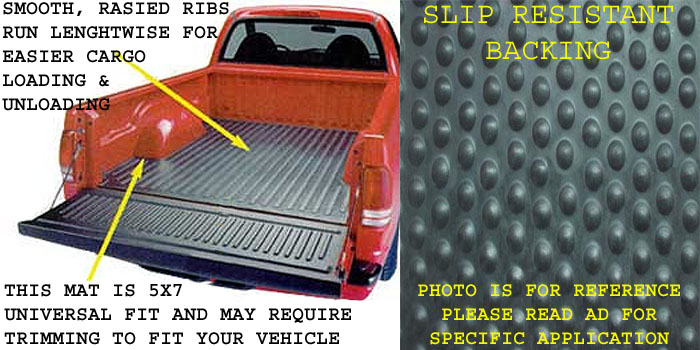 SMOOTH, RASIED RIBS
RUN LENGHTWISE FOR
EASIER CARGO
LOADING &
UNLOADING
THIS MAT IS 5X7
UNIVERSAL FIT AND MAY REQUIRE
TRIMMING TO FIT YOUR VEHICLE
SLIP RESISTANT
BACKING
PHOTO IS FOR REFERENCE
PLEASE READ AD FOR
SPECIFIC APPLICATION